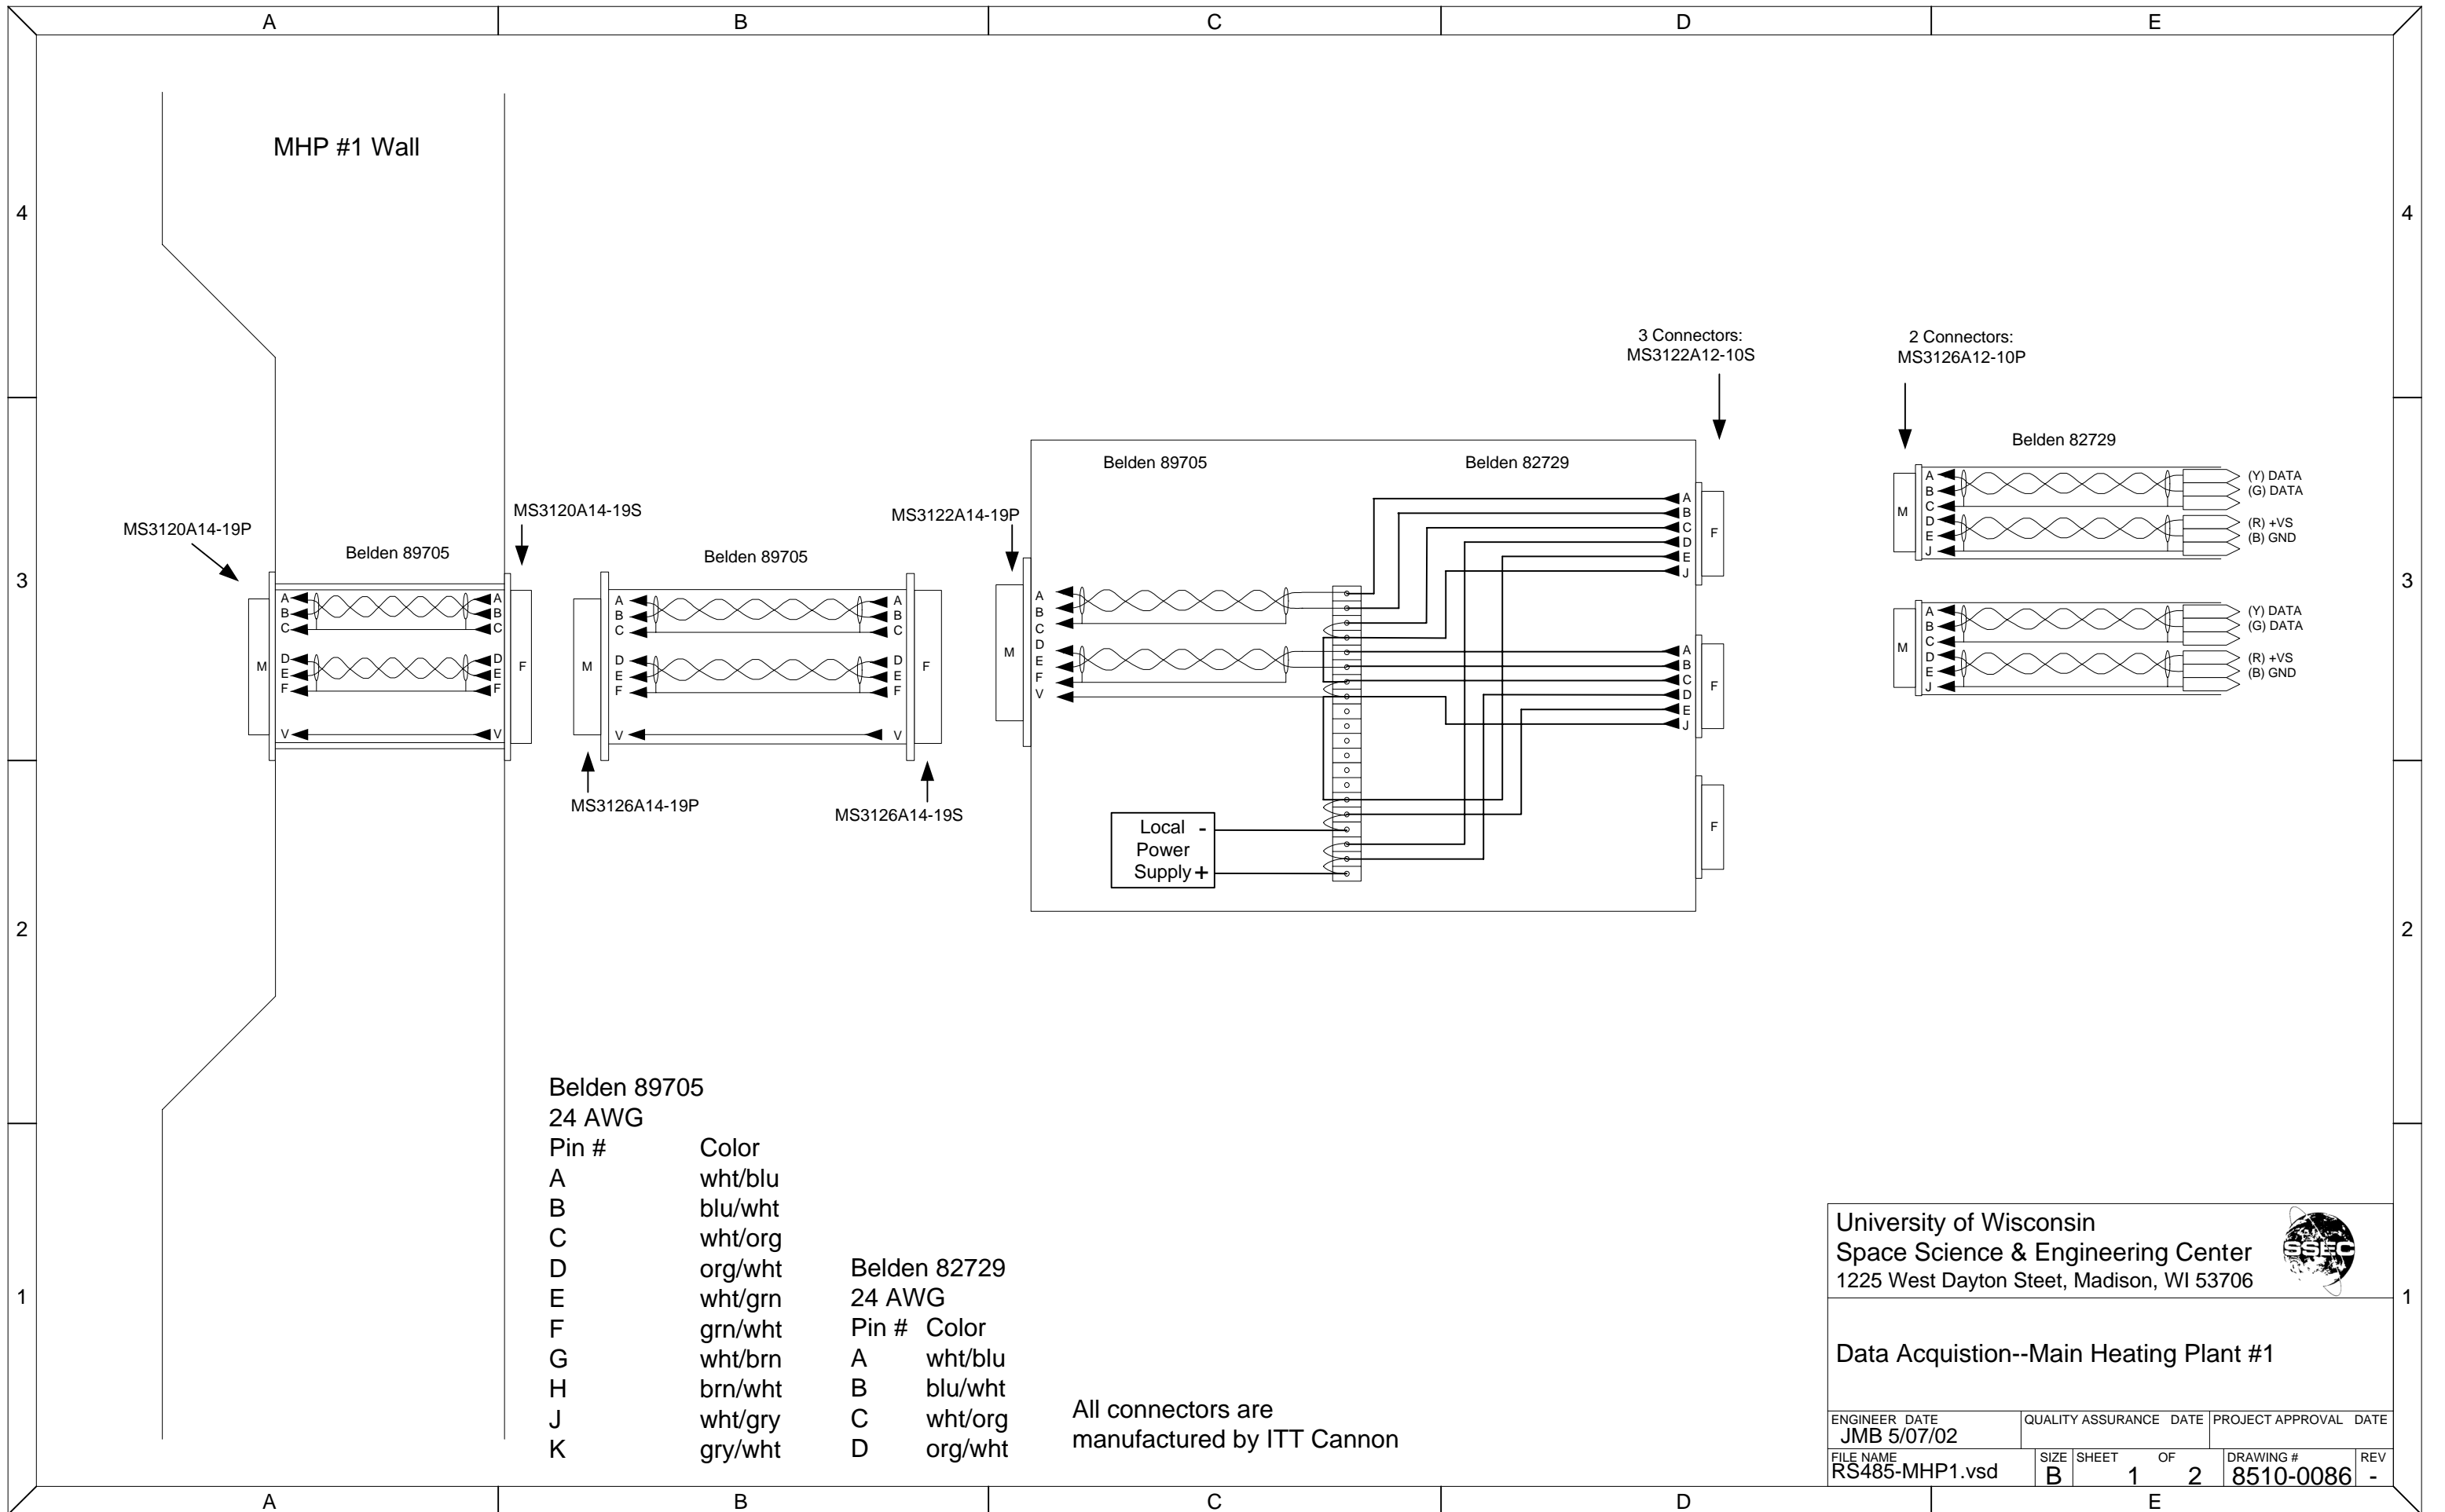 A B C D E
4 4
3 3
2 2
1 1
MHP #1 Wall
MS3120A14-19P
Belden 89705
MS3120A14-19S
M
A A
B B
C C
D D
E E
F F
V V
F
Belden 89705
M
A A
B B
C C
D D
E E
F F
V V
F
MS3126A14-19P
MS3126A14-19S
MS3122A14-19P
Belden 89705
Belden 82729
M
A
B
C
D
E
F
V
Local -
Power
Supply +
3 Connectors:
MS3122A12-10S
A
B
C
D
E
J
F
A
B
C
D
E
J
F
F
2 Connectors:
MS3126A12-10P
Belden 82729
M
A
B
C
D
E
J
(Y) DATA
(G) DATA
(R) +VS
(B) GND
M
A
B
C
D
E
J
(Y) DATA
(G) DATA
(R) +VS
(B) GND
Belden 89705
24 AWG
Pin # Color
A wht/blu
B blu/wht
C wht/org
D org/wht
E wht/grn
F grn/wht
G wht/brn
H brn/wht
J wht/gry
K gry/wht
Belden 82729
24 AWG
Pin # Color
A wht/blu
B blu/wht
C wht/org
D org/wht
All connectors are
manufactured by ITT Cannon
University of Wisconsin
Space Science & Engineering Center
1225 West Dayton Steet, Madison, WI 53706
SSEC
Data Acquistion--Main Heating Plant #1
ENGINEER DATE
JMB 5/07/02
QUALITY ASSURANCE DATE
PROJECT APPROVAL DATE
FILE NAME
RS485-MHP1.vsd
SIZE
B
SHEET OF
1 2
DRAWING #
8510-0086
REV
-
A B C D E